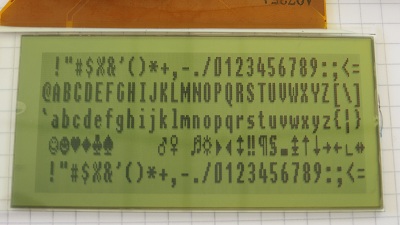 !"#$%&'()*+,-./0123456789:;<=
@ABCDEFGHIJKLMNOPQRSTUVWXYZ[\]
`abcdefghijklmnopqrstuvwxyz{¦}
☺☻♥♦♣♠ ♂♀ ♫☼►◄↕‼¶§▬↨↑↓→←∟↔
!"#$%&'()*+,-./0123456789:;<=